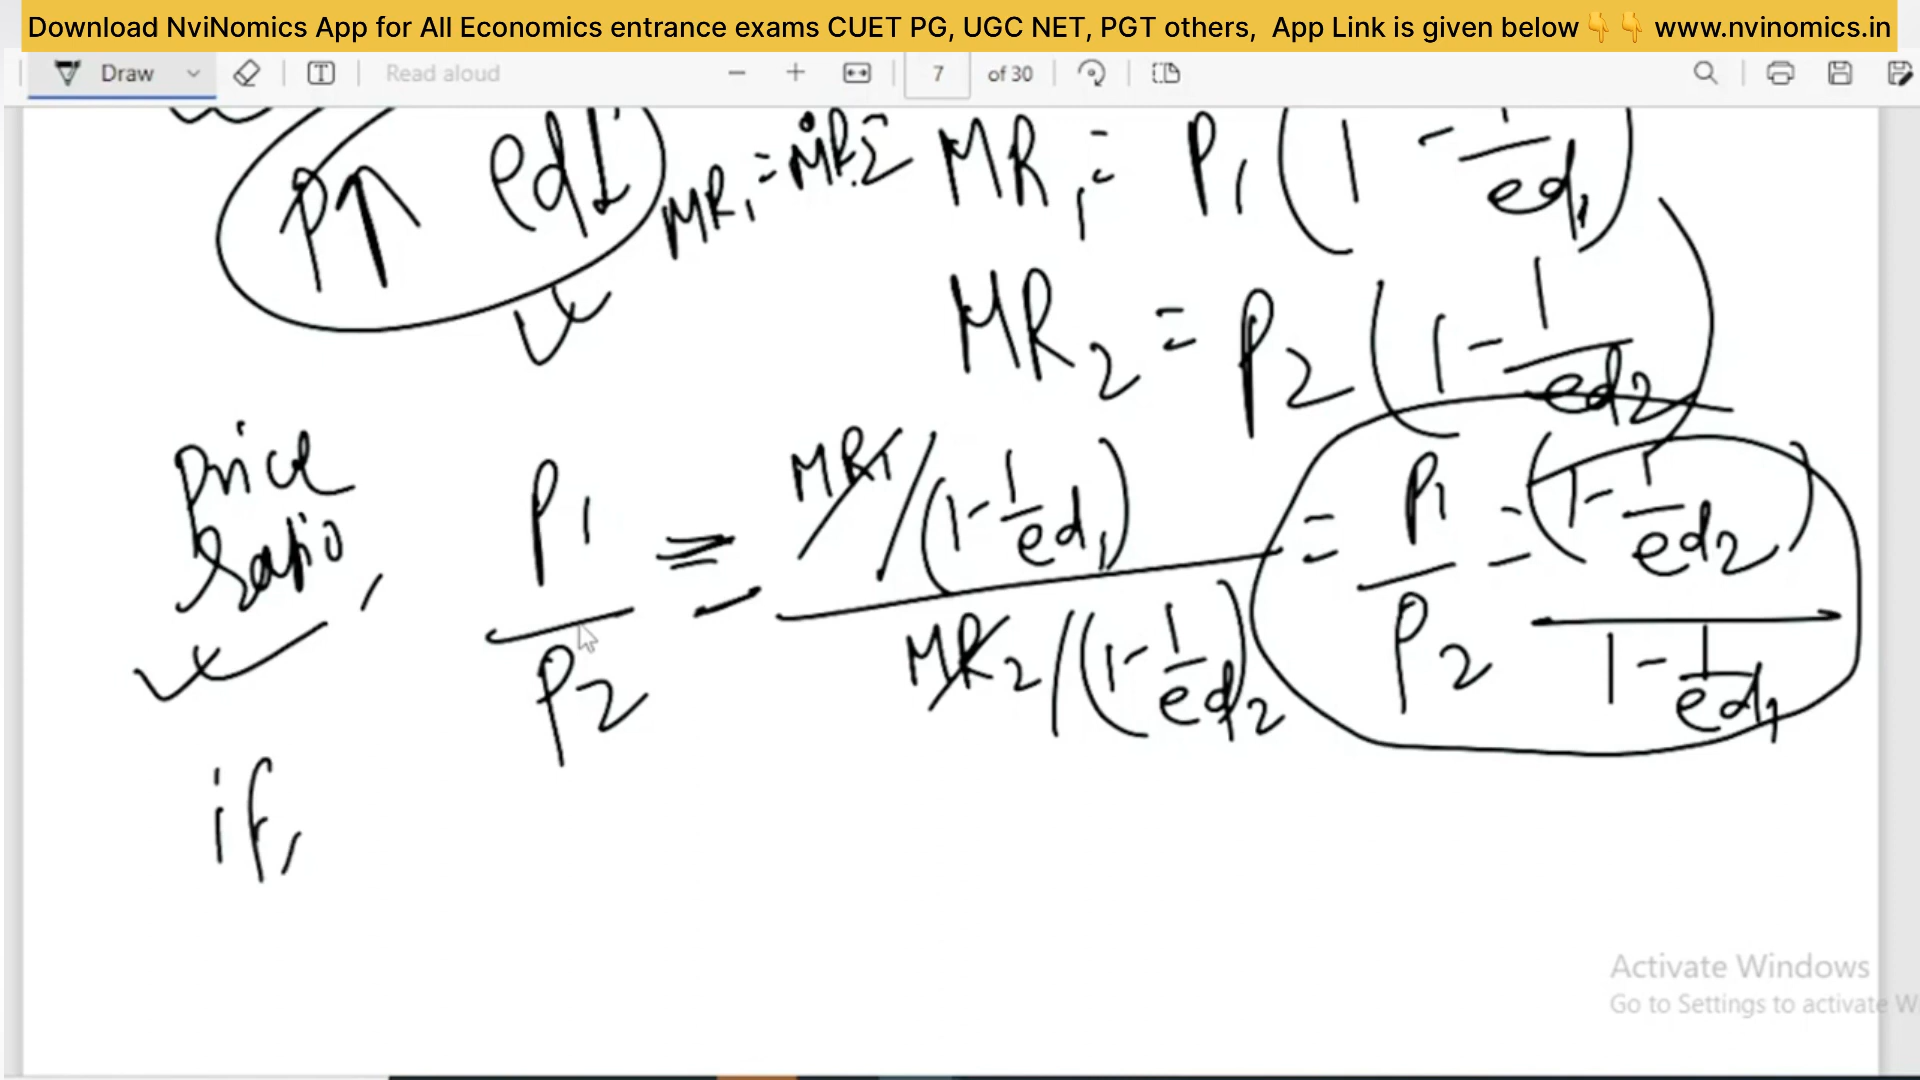 Download NviNomics App for All Economics entrance exams CUET PG, UGC NET, PGT others, App Link is given below👇👇 www.nvinomics.in
Draw Read aloud 7 of 30
P↑ ed↓ MR₁ = MR₂ MR₁ = P₁ (1 - 1/ed₁)
MR₂ = P₂ (1 - 1/ed₂)
Price Ratio, P₁/P₂ = MR₁/(1 - 1/ed₁) / MR₂/(1 - 1/ed₂ = P₁/P₂ = (1 - 1/ed₂) / 1 - 1/ed₁
if,
Activate Windows
Go to Settings to activate W